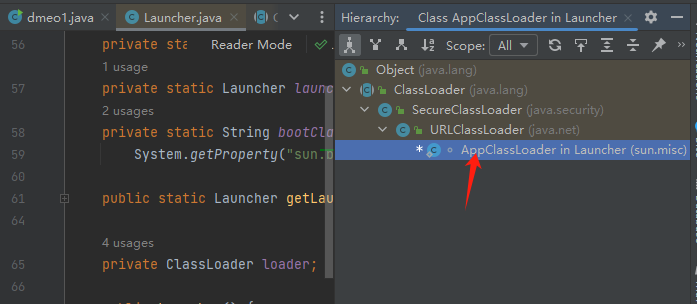 dmeo1.java
Launcher.java
Hierarchy:
Class AppClassLoader in Launcher
Reader Mode
Scope:
All
56 private sta
1 usage
57 private static Launcher launc
2 usages
58 private static String bootCla
59 System.getProperty("sun.b
60
61 public static Launcher getLau
64
4 usages
65 private ClassLoader loader;
66
Object (java.lang)
ClassLoader (java.lang)
SecureClassLoader (java.security)
URLClassLoader (java.net)
* AppClassLoader in Launcher (sun.misc)